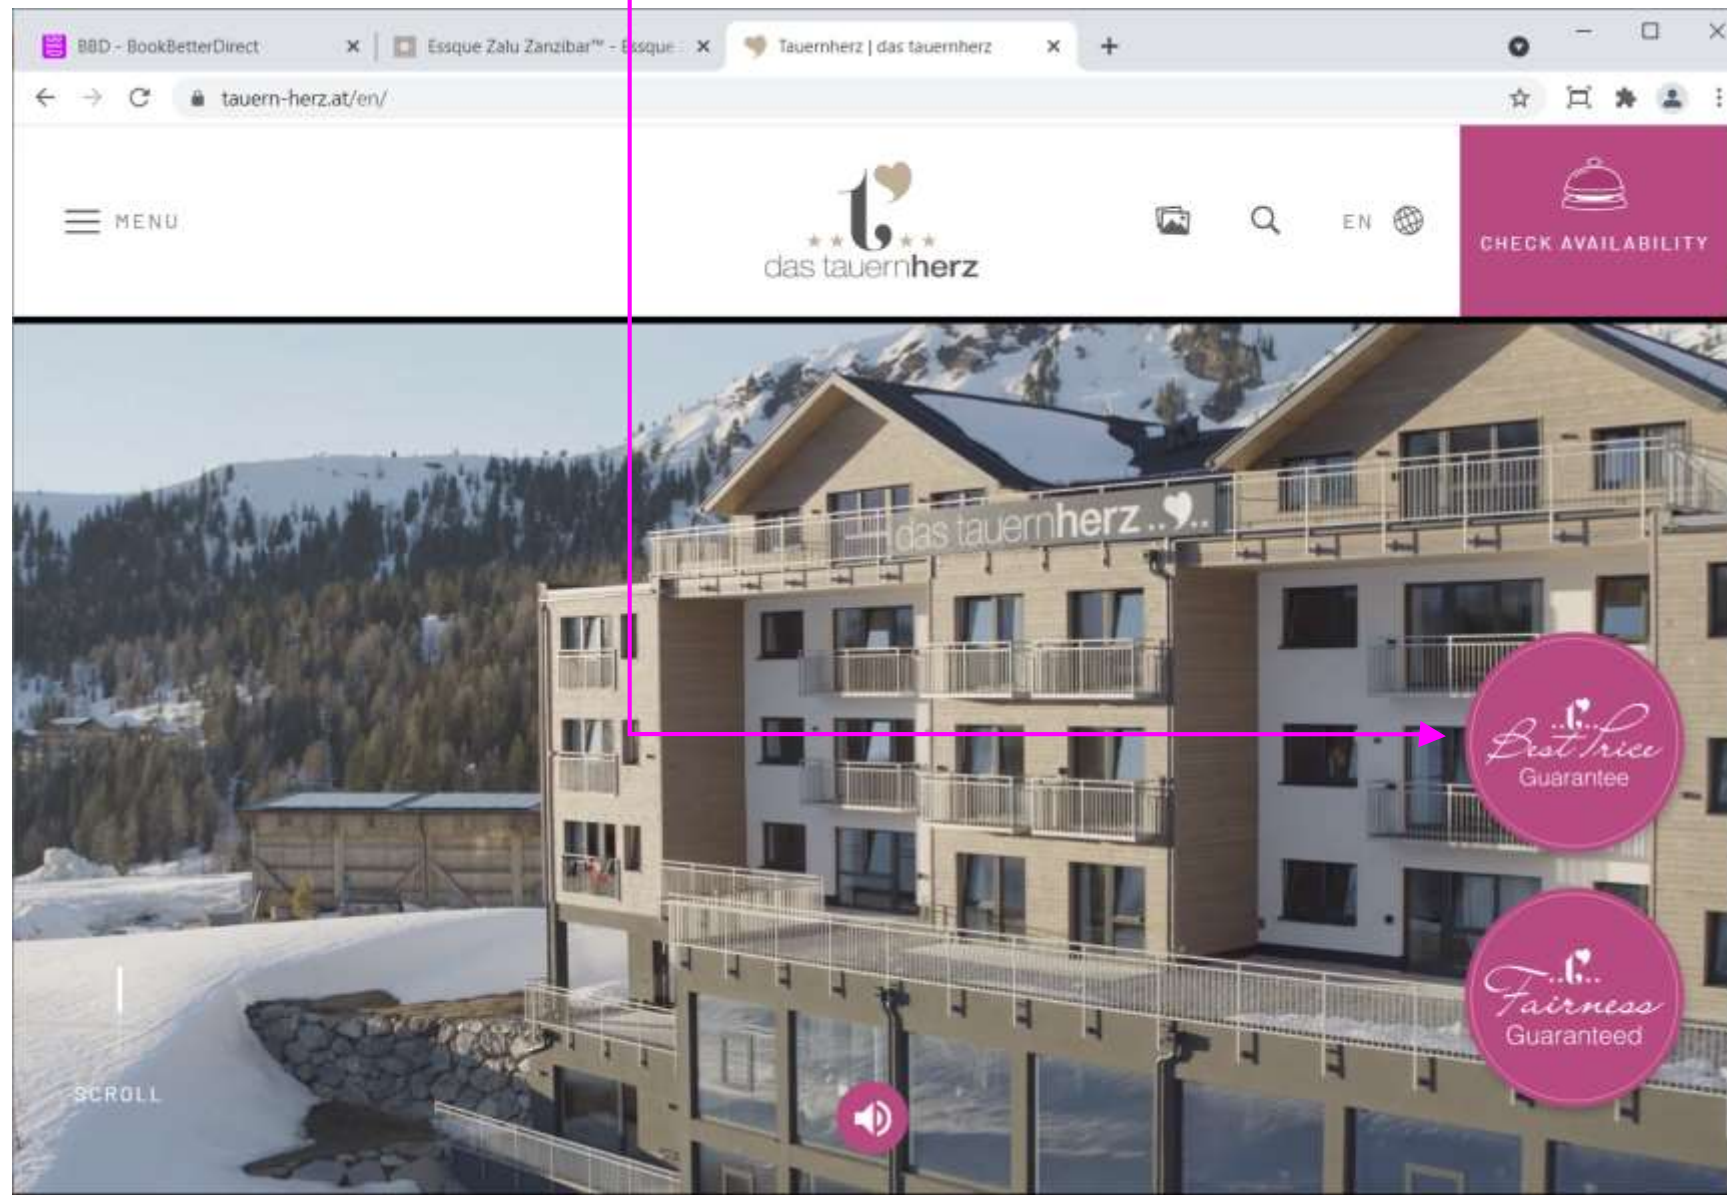 BBD - BookBetterDirect
Essque Zalu Zanzibar™ - Essque
Tauernherz | das tauernherz
tauern-herz.at/en/
MENU
das tauernherz
EN
CHECK AVAILABILITY
das tauernherz
..t..
Best Price
Guarantee
..t..
Fairness
Guaranteed
SCROLL